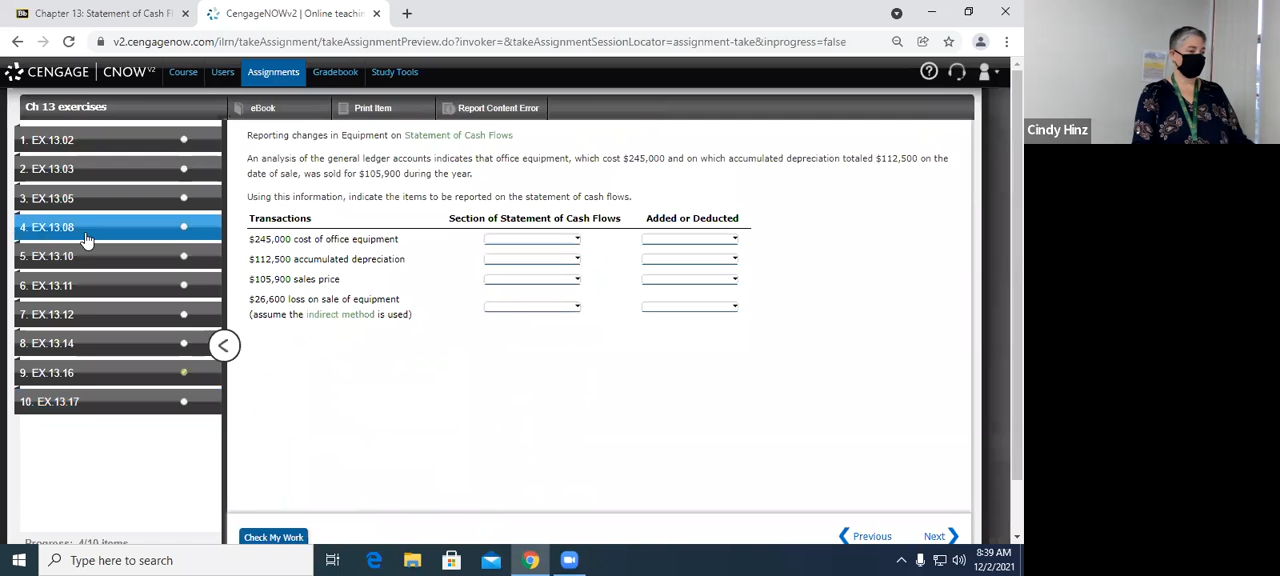 Chapter 13: Statement of Cash Fl
CengageNOWv2 | Online teachin
v2.cengagenow.com/ilrn/takeAssignment/takeAssignmentPreview.do?invoker=&takeAssignmentSessionLocator=assignment-take&inprogress=false
CENGAGE | CNOWv2 Course Users Assignments Gradebook Study Tools
Ch 13 exercises
eBook Print Item Report Content Error
1. EX.13.02
2. EX.13.03
3. EX.13.05
4. EX.13.08
5. EX.13.10
6. EX.13.11
7. EX.13.12
8. EX.13.14
9. EX.13.16
10. EX.13.17
Progress: 4/10 items
Reporting changes in Equipment on Statement of Cash Flows
An analysis of the general ledger accounts indicates that office equipment, which cost $245,000 and on which accumulated depreciation totaled $112,500 on the
date of sale, was sold for $105,900 during the year.
Using this information, indicate the items to be reported on the statement of cash flows.
Transactions Section of Statement of Cash Flows Added or Deducted
$245,000 cost of office equipment
$112,500 accumulated depreciation
$105,900 sales price
$26,600 loss on sale of equipment
(assume the indirect method is used)
Check My Work Previous Next
Type here to search
8:39 AM
12/2/2021
Cindy Hinz